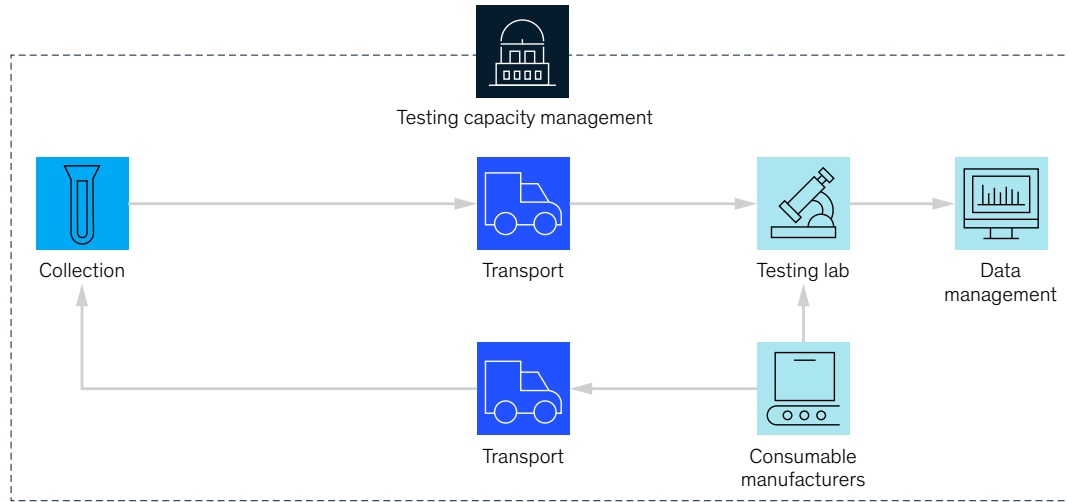 Testing capacity management
Collection
Transport
Testing lab
Data
management
Transport
Consumable
manufacturers